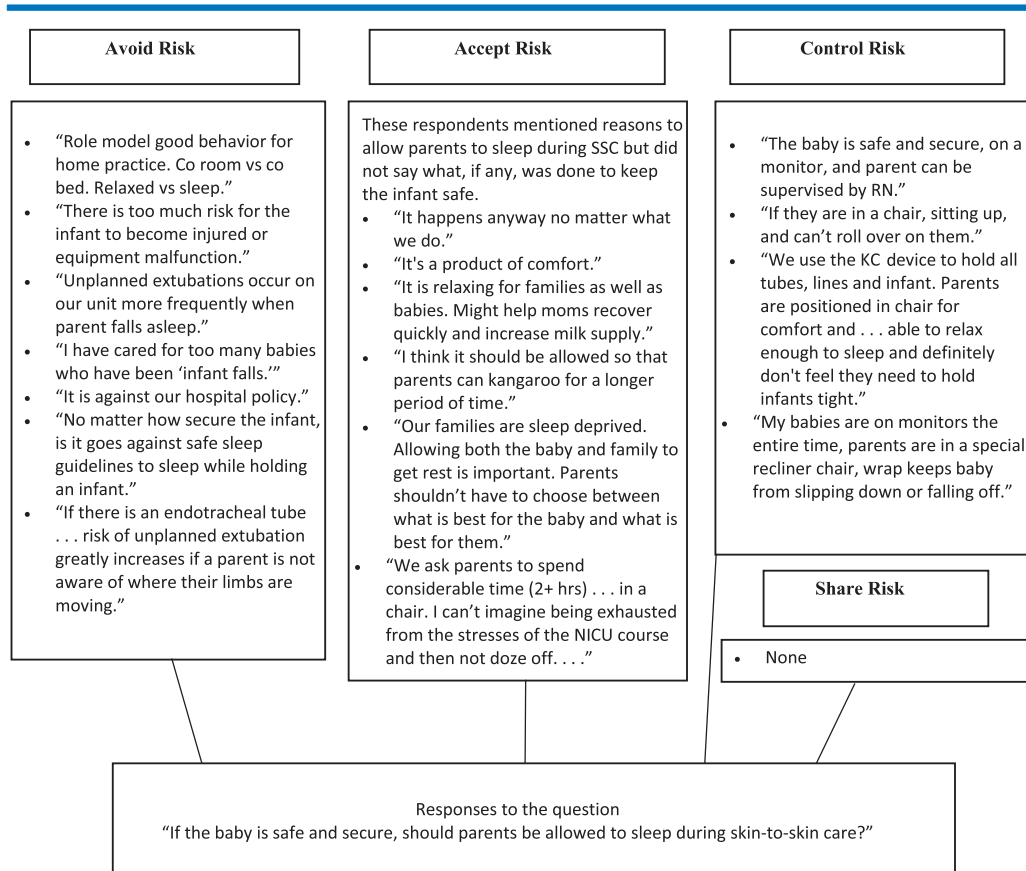 Avoid Risk
• “Role model good behavior for
home practice. Co room vs co
bed. Relaxed vs sleep.”
• “There is too much risk for the
infant to become injured or
equipment malfunction.”
• “Unplanned extubations occur on
our unit more frequently when
parent falls asleep.”
• “I have cared for too many babies
who have been ‘infant falls.’”
• “It is against our hospital policy.”
• “No matter how secure the infant,
is it goes against safe sleep
guidelines to sleep while holding
an infant.”
• “If there is an endotracheal tube
. . . risk of unplanned extubation
greatly increases if a parent is not
aware of where their limbs are
moving.”
Accept Risk
These respondents mentioned reasons to
allow parents to sleep during SSC but did
not say what, if any, was done to keep
the infant safe.
• “It happens anyway no matter what
we do.”
• “It's a product of comfort.”
• “It is relaxing for families as well as
babies. Might help moms recover
quickly and increase milk supply.”
• “I think it should be allowed so that
parents can kangaroo for a longer
period of time.”
• “Our families are sleep deprived.
Allowing both the baby and family to
get rest is important. Parents
shouldn’t have to choose between
what is best for the baby and what is
best for them.”
• “We ask parents to spend
considerable time (2+ hrs) . . . in a
chair. I can’t imagine being exhausted
from the stresses of the NICU course
and then not doze off. . . .”
Control Risk
• “The baby is safe and secure, on a
monitor, and parent can be
supervised by RN.”
• “If they are in a chair, sitting up,
and can’t roll over on them.”
• “We use the KC device to hold all
tubes, lines and infant. Parents
are positioned in chair for
comfort and . . . able to relax
enough to sleep and definitely
don't feel they need to hold
infants tight.”
• “My babies are on monitors the
entire time, parents are in a special
recliner chair, wrap keeps baby
from slipping down or falling off.”
Share Risk
• None
Responses to the question
“If the baby is safe and secure, should parents be allowed to sleep during skin-to-skin care?”